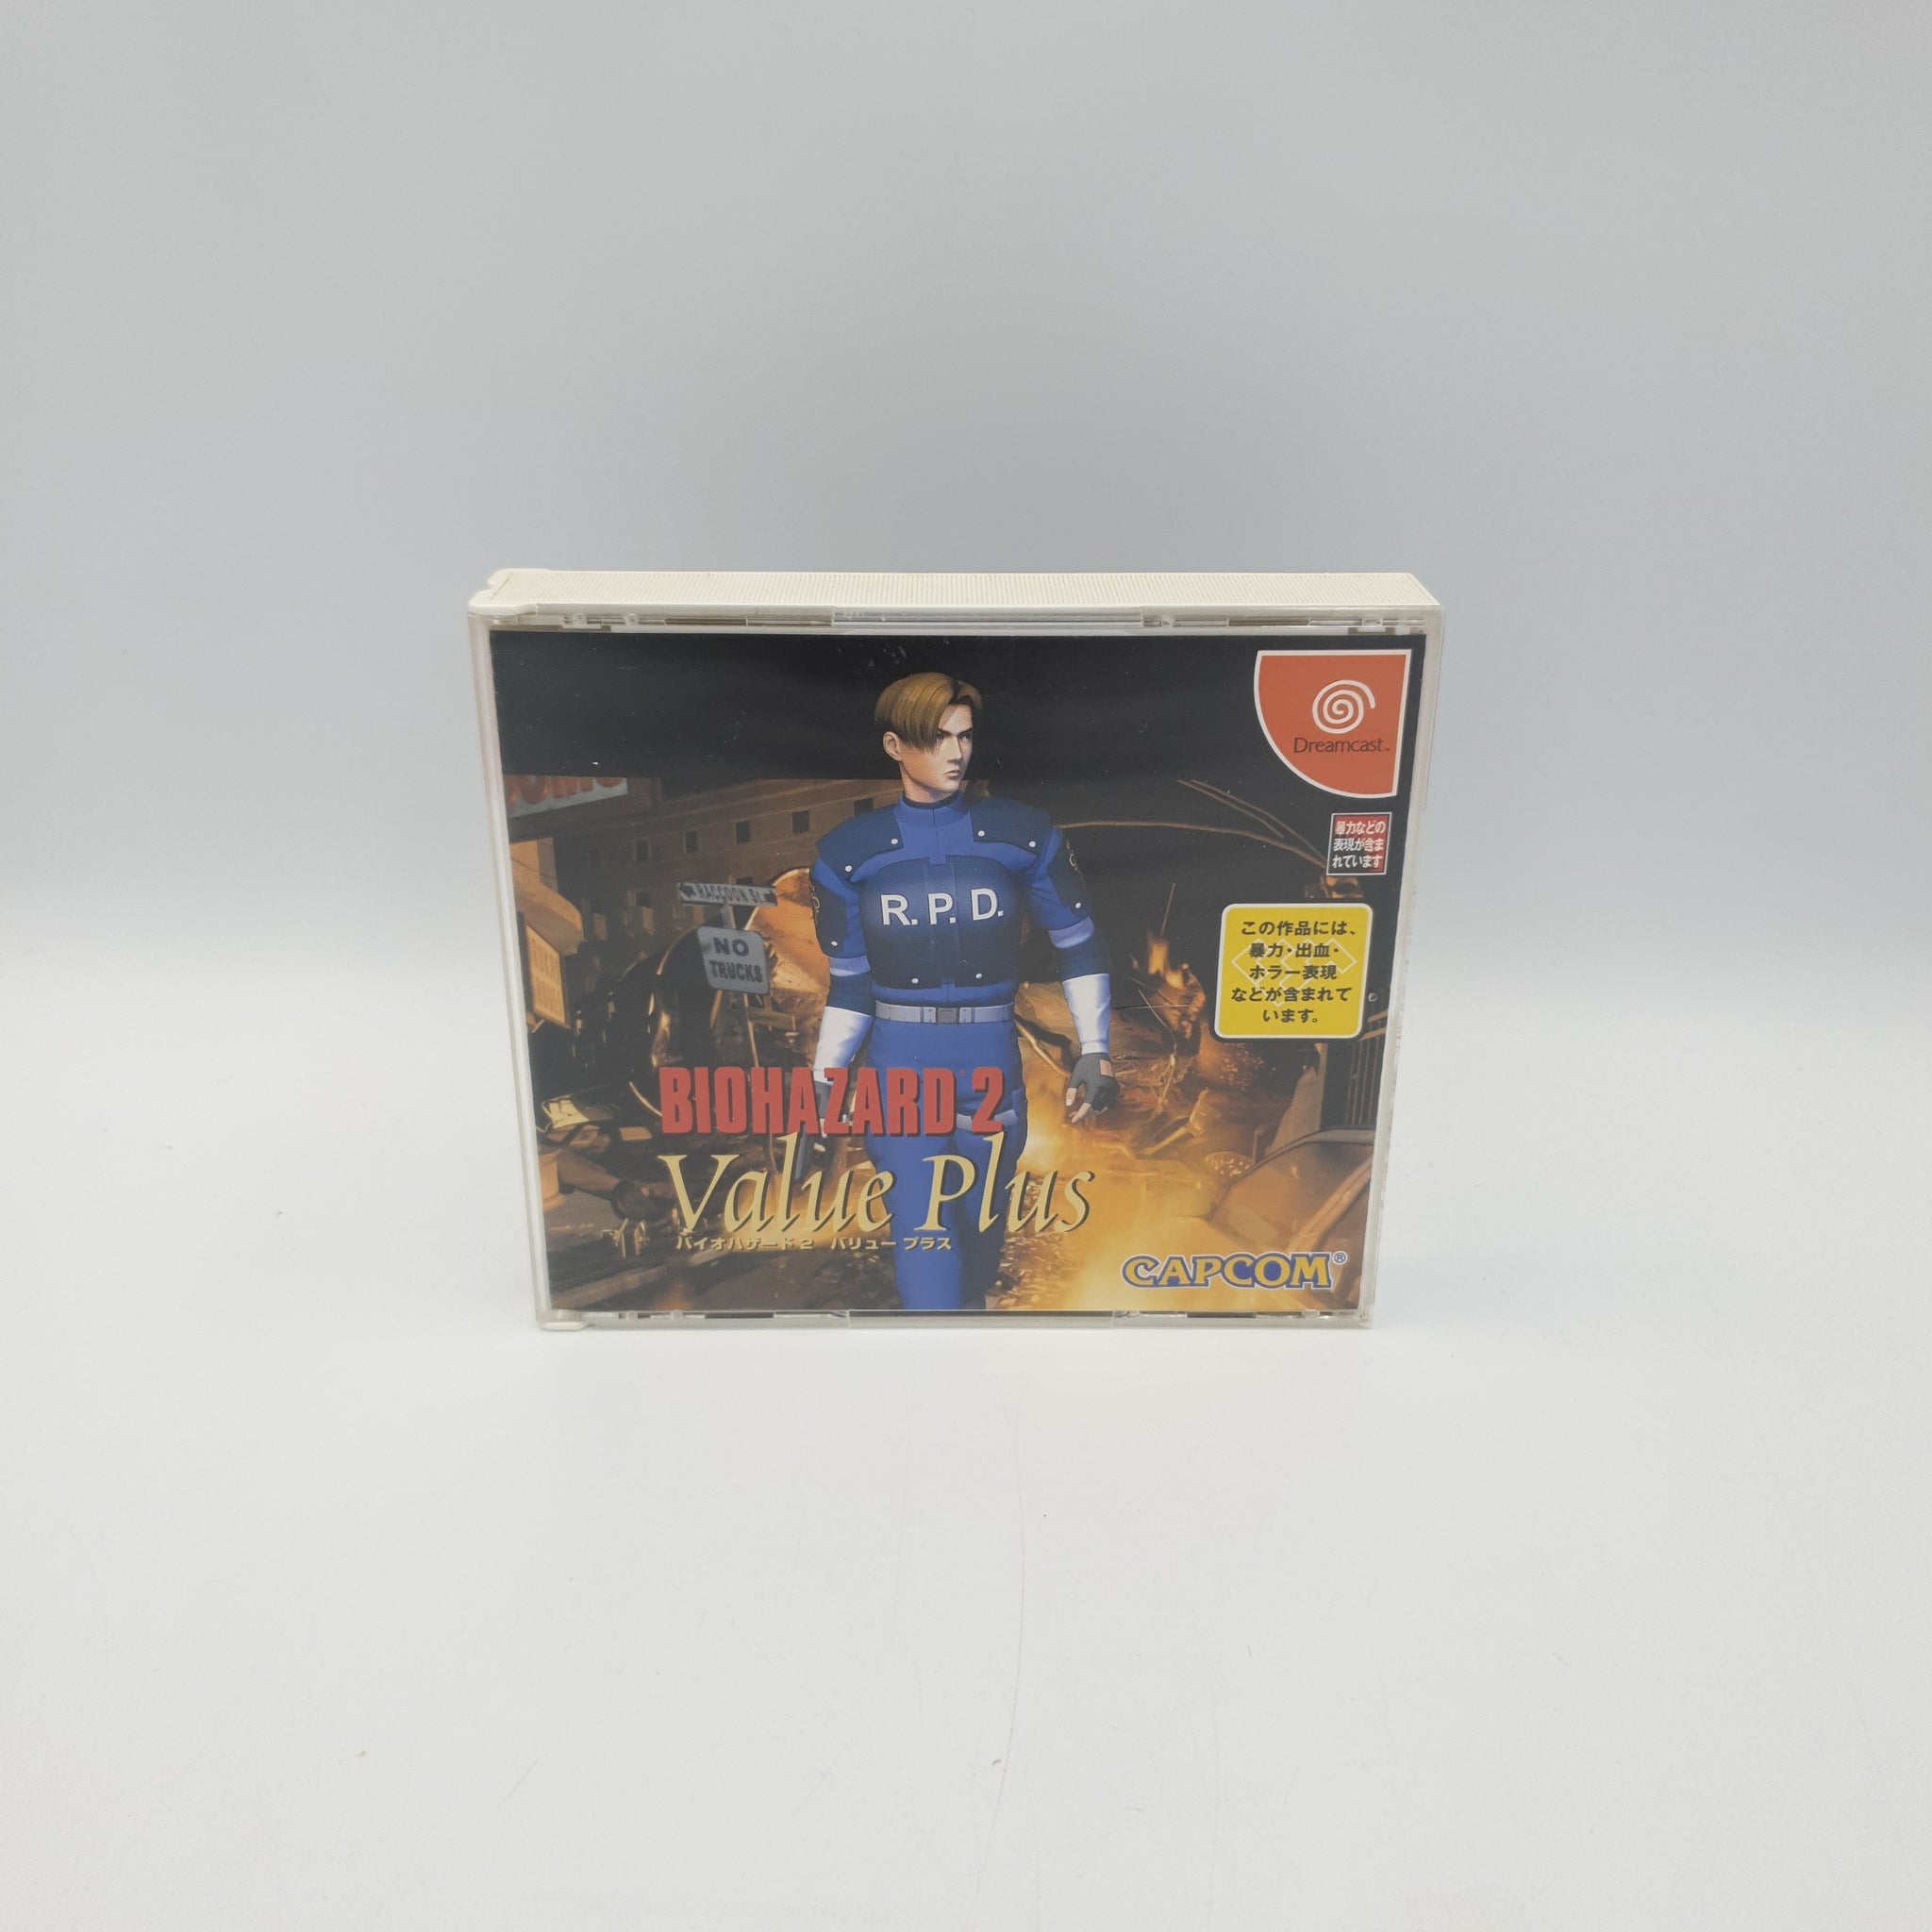 Dreamcast™
暴力などの
表現が含ま
れています
RACCOON St.
R.P.D.
NO
TRUCKS
この作品には、
暴力・出血・
ホラー表現
などが含まれて
います。
BIOHAZARD 2
Value Plus
バイオハザード2 バリュー プラス
CAPCOM®